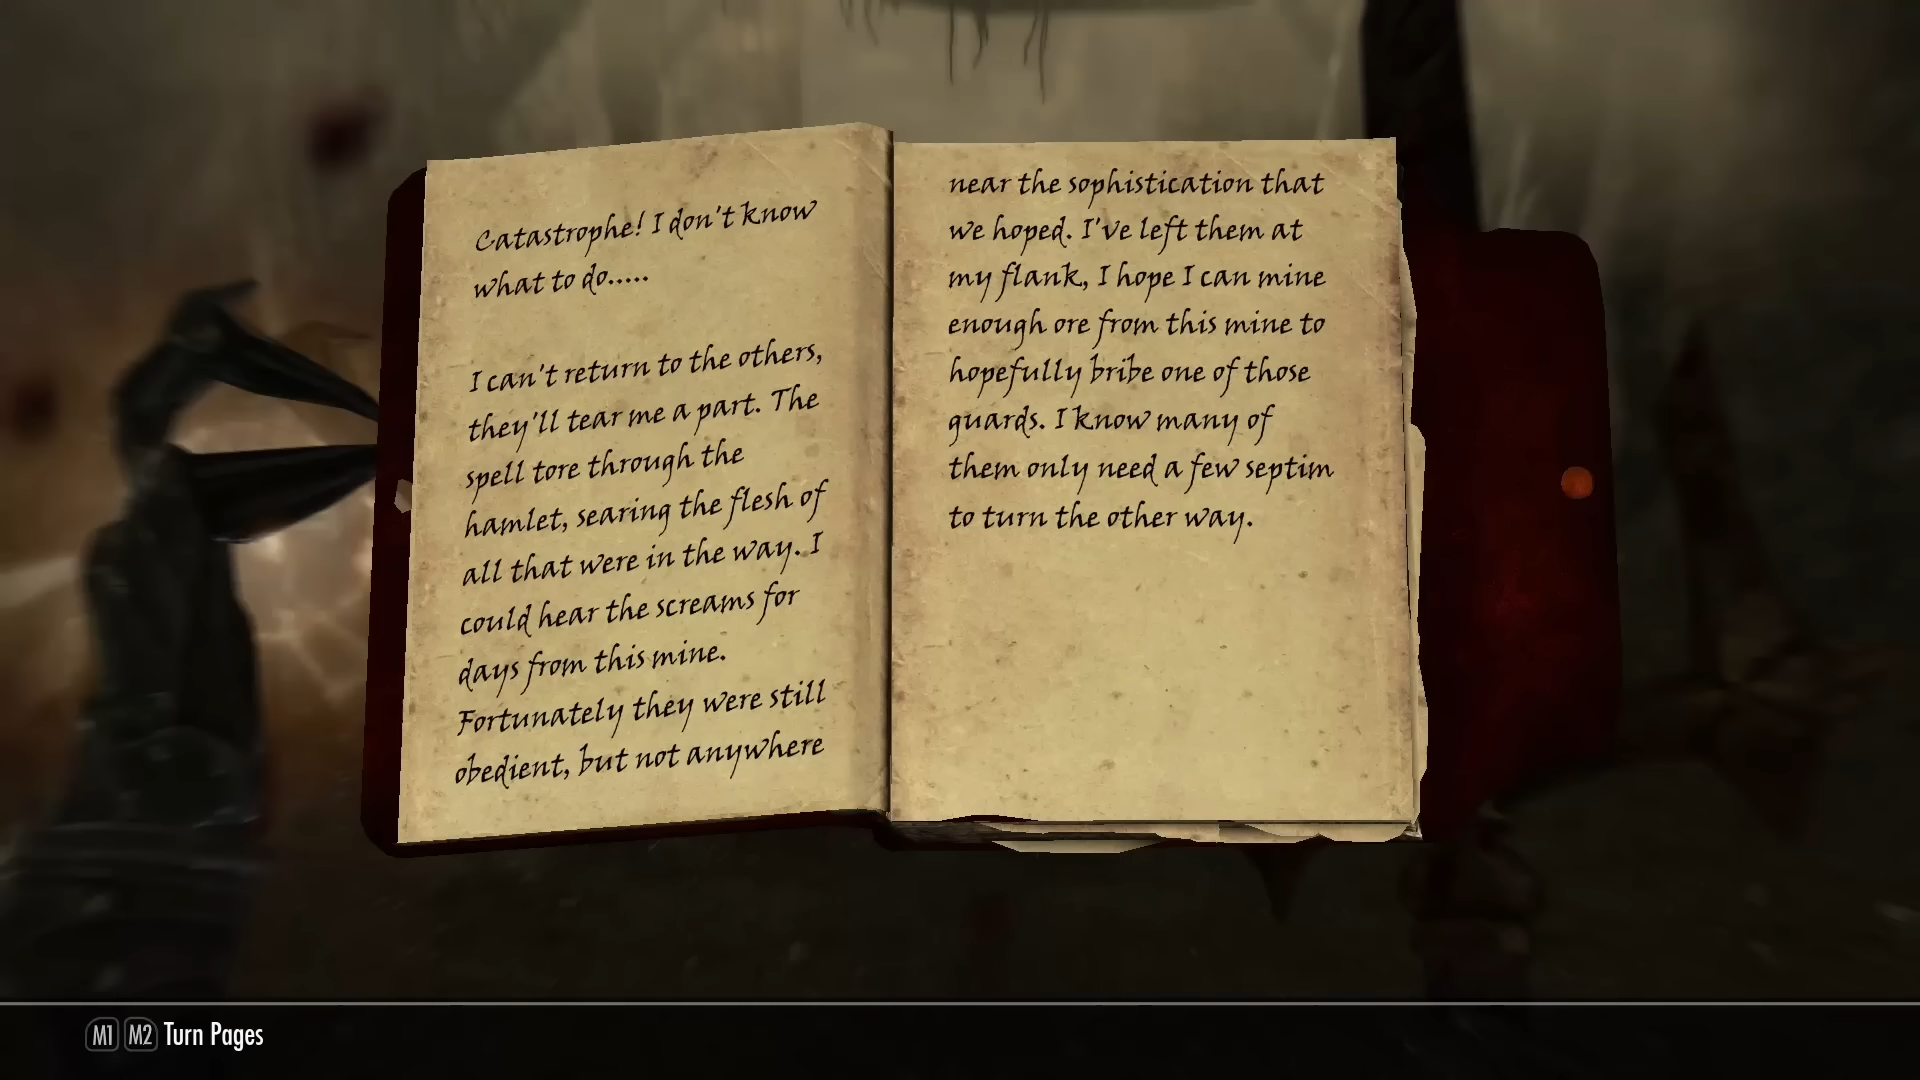 Catastrophe! I don't know
what to do.....
I can't return to the others,
they'll tear me a part. The
spell tore through the
hamlet, searing the flesh of
all that were in the way. I
could hear the screams for
days from this mine.
Fortunately they were still
obedient, but not anywhere
near the sophistication that
we hoped. I've left them at
my flank, I hope I can mine
enough ore from this mine to
hopefully bribe one of those
guards. I know many of
them only need a few septim
to turn the other way.
M1 M2 Turn Pages